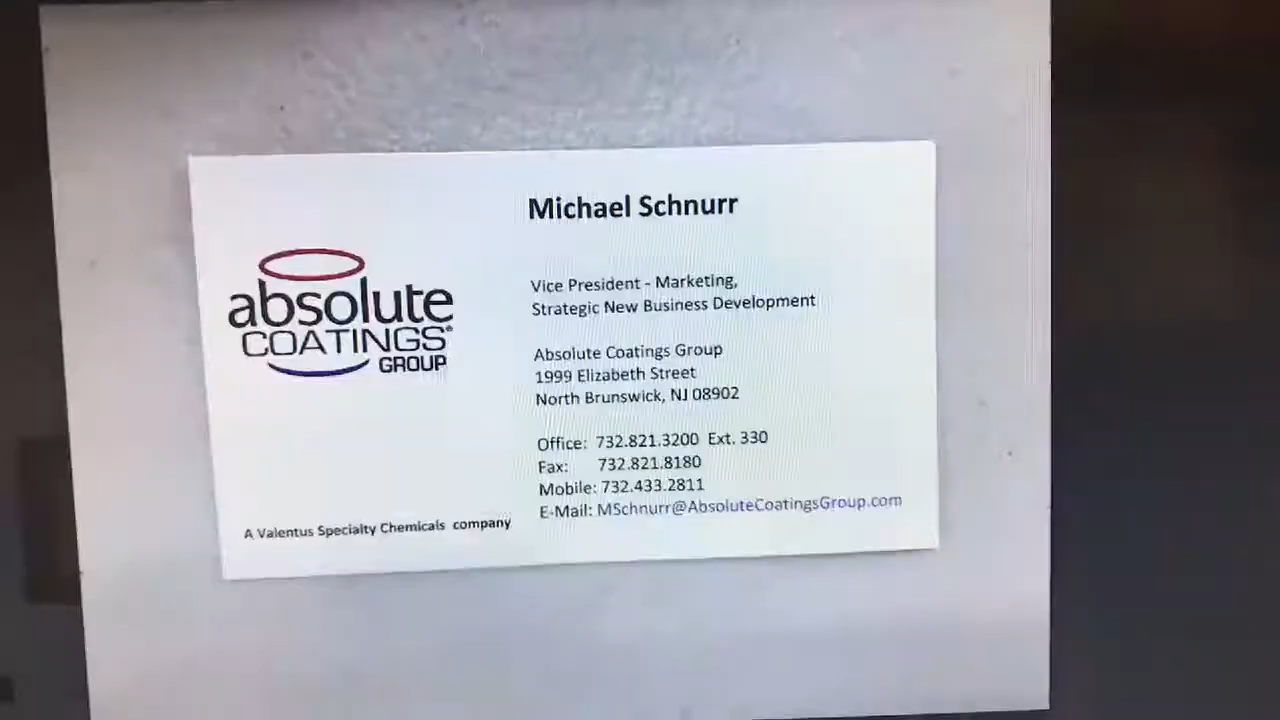 Michael Schnurr
absolute
COATINGS®
GROUP
Vice President - Marketing,
Strategic New Business Development
Absolute Coatings Group
1999 Elizabeth Street
North Brunswick, NJ 08902
Office: 732.821.3200 Ext. 330
Fax: 732.821.8180
Mobile: 732.433.2811
E-Mail: MSchnurr@AbsoluteCoatingsGroup.com
A Valentus Specialty Chemicals company